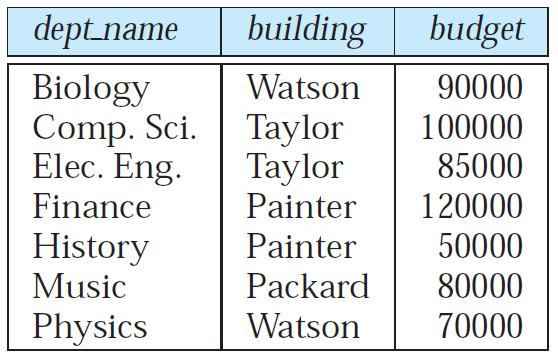 dept_name building budget
Biology Watson 90000
Comp. Sci. Taylor 100000
Elec. Eng. Taylor 85000
Finance Painter 120000
History Painter 50000
Music Packard 80000
Physics Watson 70000